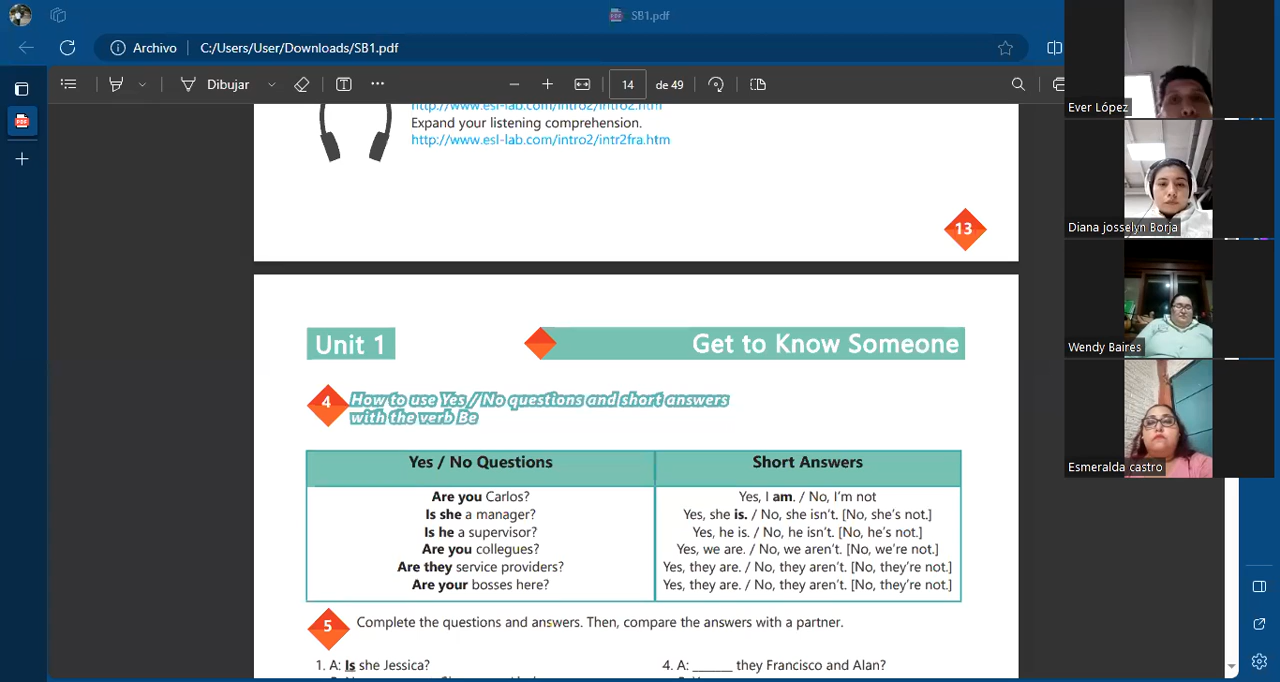 SB1.pdf
Archivo
C:/Users/User/Downloads/SB1.pdf
Dibujar
14 de 49
http://www.esl-lab.com/intro2/intro2.htm
Expand your listening comprehension.
http://www.esl-lab.com/intro2/intr2fra.htm
13
Unit 1
Get to Know Someone
4
How to use Yes / No questions and short answers
with the verb Be
Yes / No Questions
Short Answers
Are you Carlos?
Yes, I am. / No, I'm not
Is she a manager?
Yes, she is. / No, she isn't. [No, she's not.]
Is he a supervisor?
Yes, he is. / No, he isn't. [No, he's not.]
Are you collegues?
Yes, we are. / No, we aren't. [No, we're not.]
Are they service providers?
Yes, they are. / No, they aren't. [No, they're not.]
Are your bosses here?
Yes, they are. / No, they aren't. [No, they're not.]
5
Complete the questions and answers. Then, compare the answers with a partner.
1. A: Is she Jessica?
4. A: ______ they Francisco and Alan?
Ever López
Diana josselyn Borja
Wendy Baires
Esmeralda castro